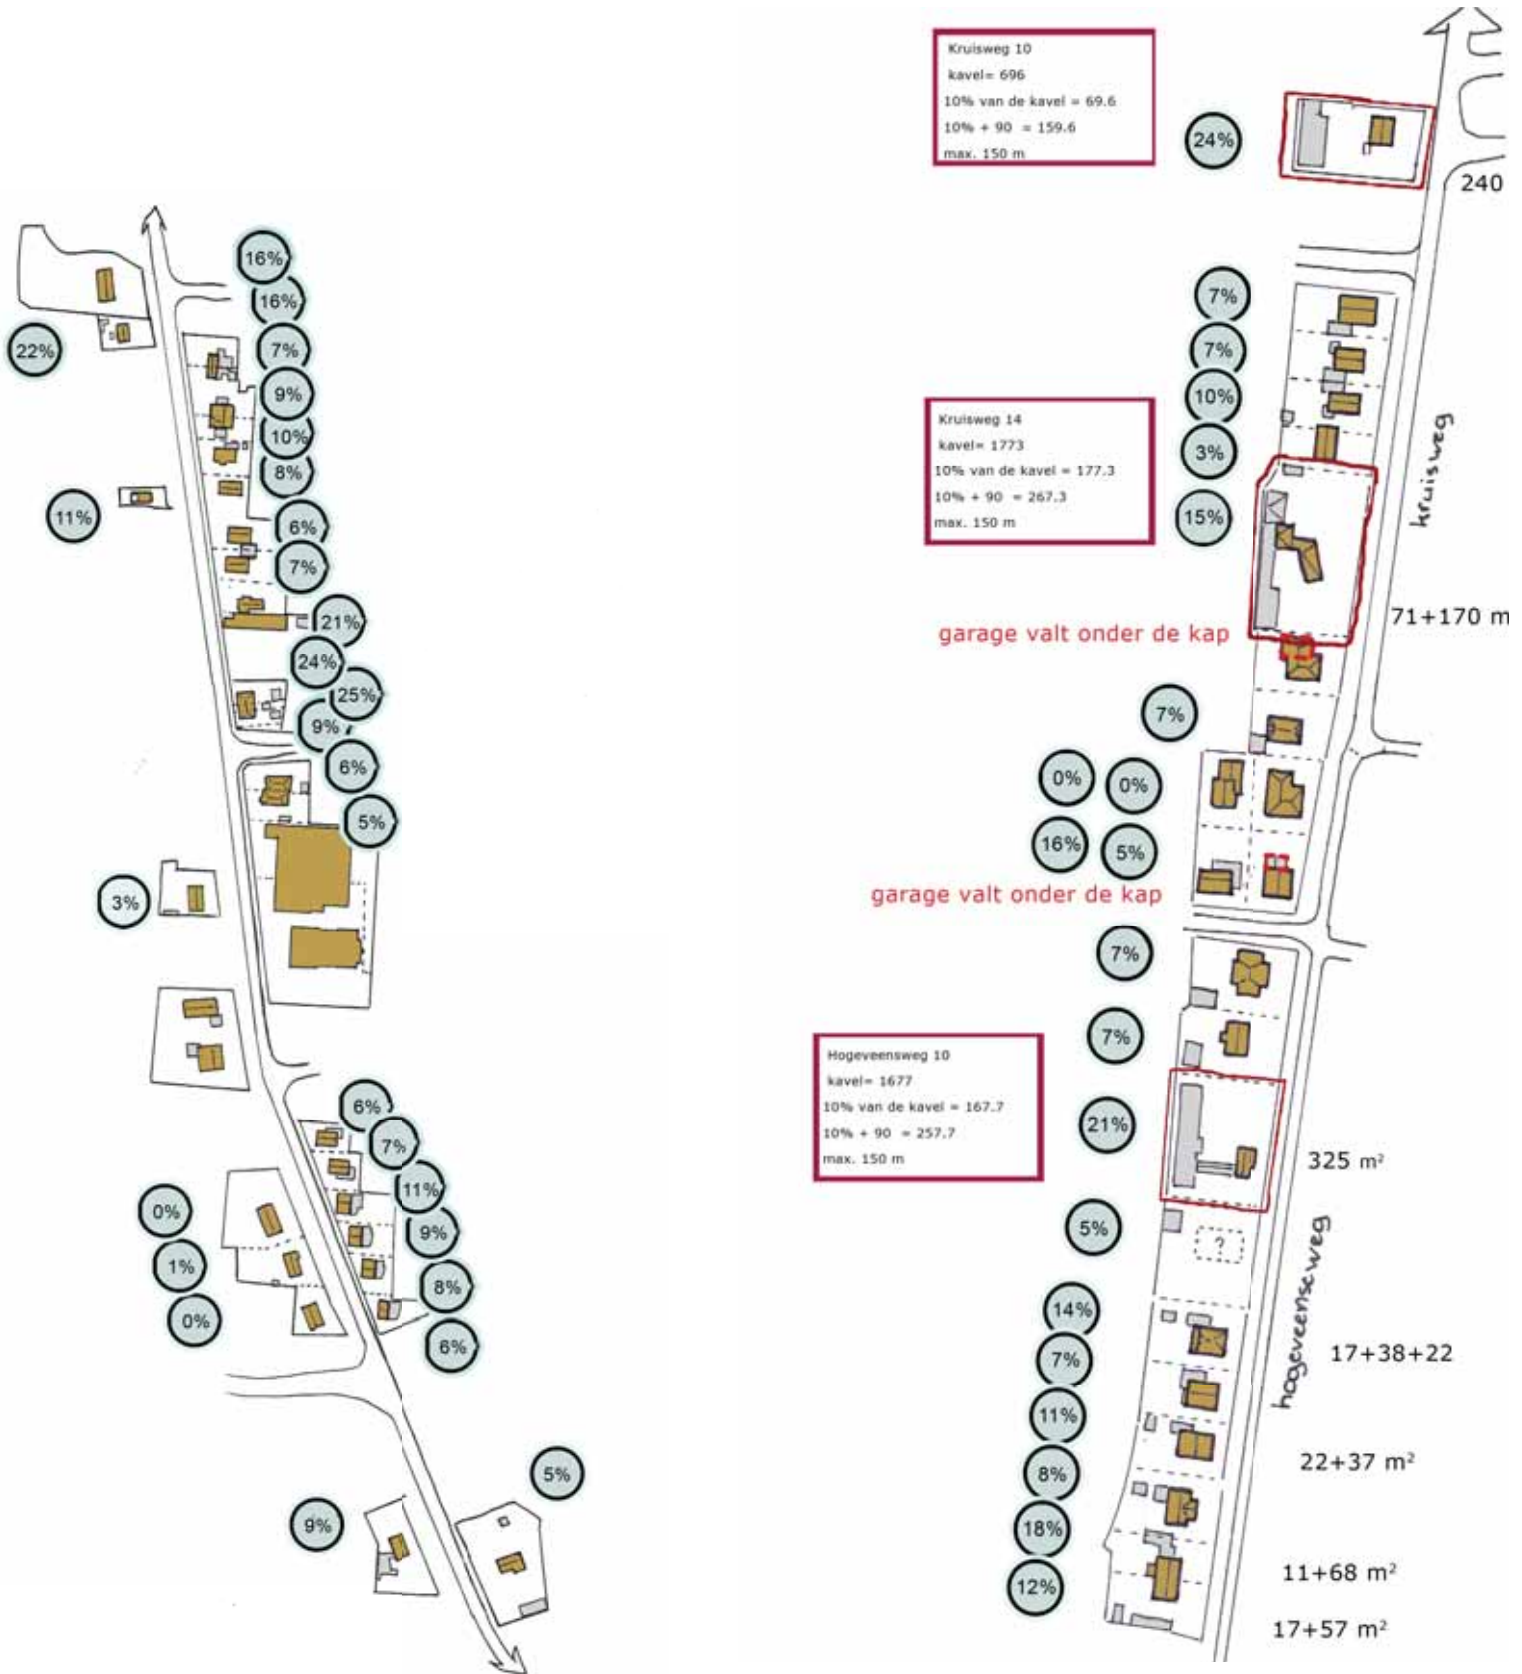 16%
16%
22%
7%
9%
10%
8%
11%
6%
7%
21%
24%
25%
9%
6%
5%
3%
6%
7%
11%
0%
9%
1%
8%
0%
6%
5%
9%
Kruisweg 10
kavel= 696
10% van de kavel = 69.6
10% + 90 = 159.6
max. 150 m
24%
240
7%
7%
10%
3%
15%
kruisweg
Kruisweg 14
kavel= 1773
10% van de kavel = 177.3
10% + 90 = 267.3
max. 150 m
71+170 m
garage valt onder de kap
7%
0%
0%
16%
5%
garage valt onder de kap
7%
7%
Hogeveensweg 10
kavel= 1677
10% van de kavel = 167.7
10% + 90 = 257.7
max. 150 m
21%
325 m²
5%
?
hoogeveenseweg
14%
17+38+22
7%
11%
22+37 m²
8%
18%
11+68 m²
12%
17+57 m²